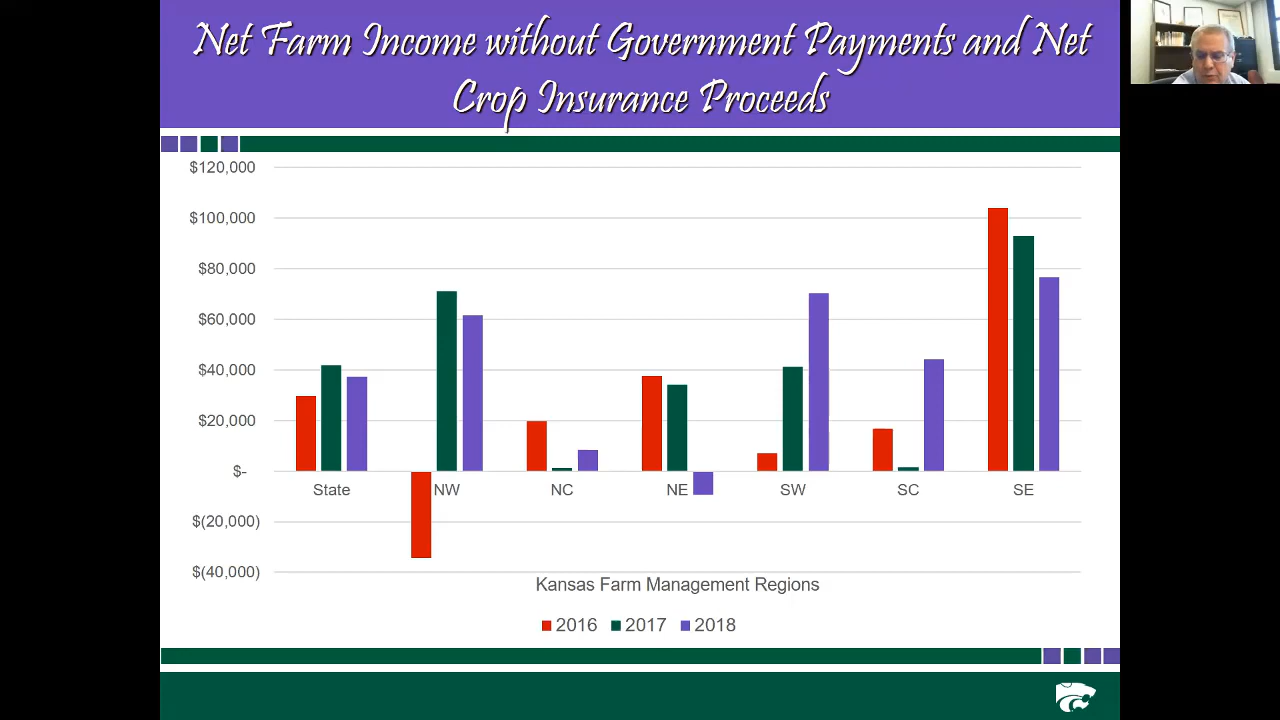 Net Farm Income without Government Payments and Net
Crop Insurance Proceeds
$120,000
$100,000
$80,000
$60,000
$40,000
$20,000
$-
$(20,000)
$(40,000)
State NW NC NE SW SC SE
Kansas Farm Management Regions
2016 2017 2018